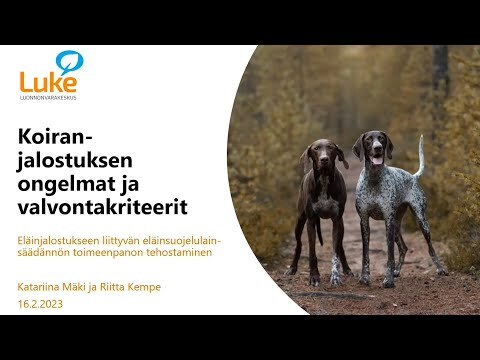 Luke
LUONNONVARAKESKUS
Koiran-
jalostuksen
ongelmat ja
valvontakriteerit
Eläinjalostukseen liittyvän eläinsuojelulain-
säädännön toimeenpanon tehostaminen
Katariina Mäki ja Riitta Kempe
16.2.2023